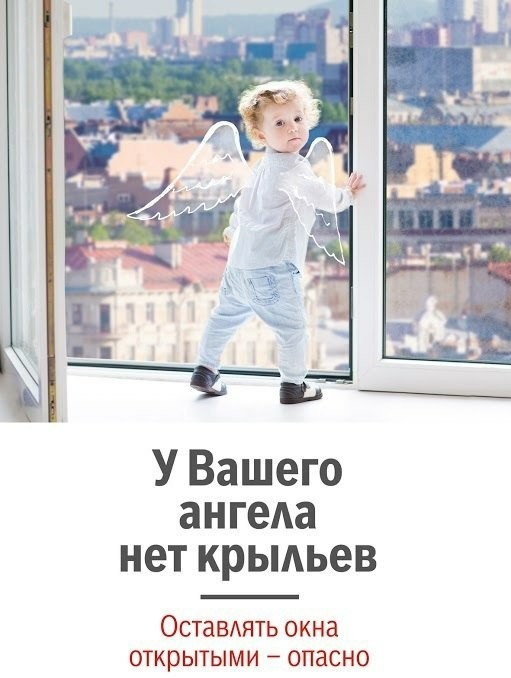 У Вашего
ангела
нет крыльев
Оставлять окна
открытыми – опасно